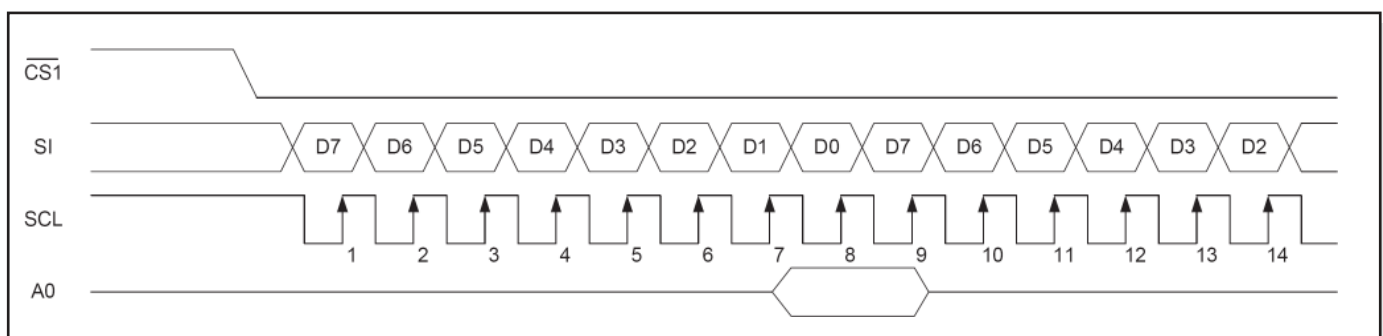 CS1
SI D7 D6 D5 D4 D3 D2 D1 D0 D7 D6 D5 D4 D3 D2
SCL
1 2 3 4 5 6 7 8 9 10 11 12 13 14
A0